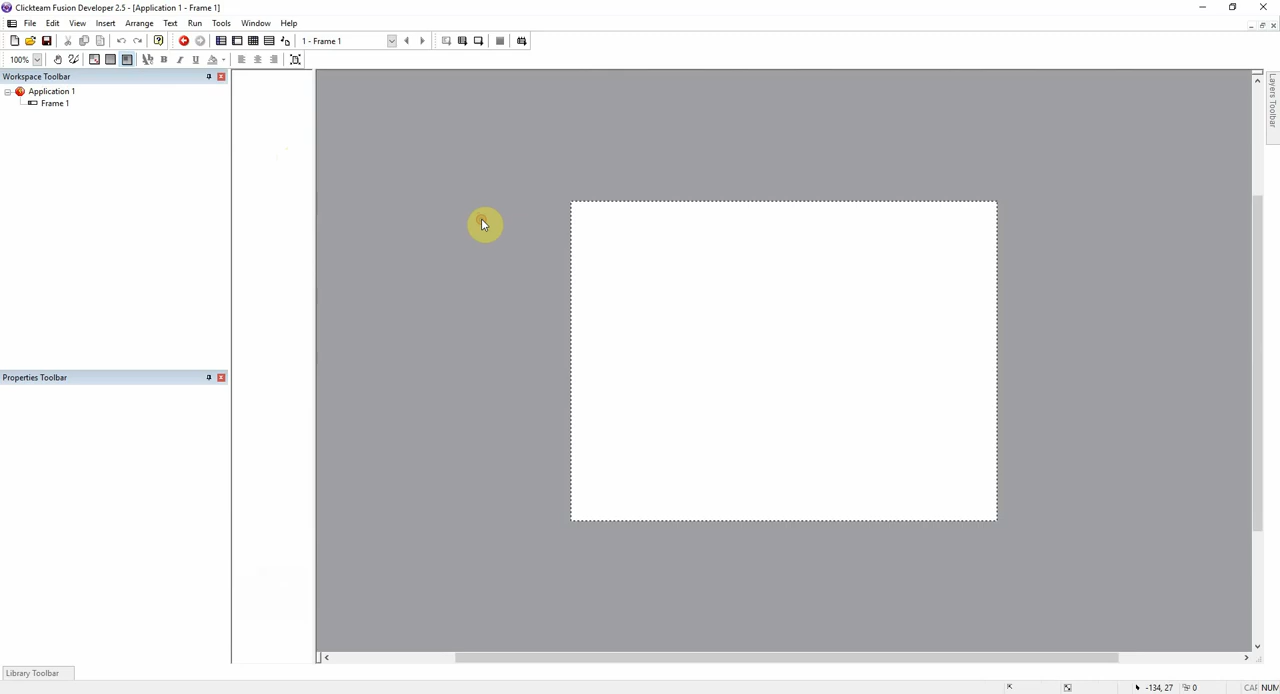 Clickteam Fusion Developer 2.5 - [Application 1 - Frame 1]
File Edit View Insert Arrange Text Run Tools Window Help
1 - Frame 1
100% B I U
Workspace Toolbar
Application 1
Frame 1
Layers Toolbar
Properties Toolbar
Library Toolbar
-134, 27 0 CAF NUM